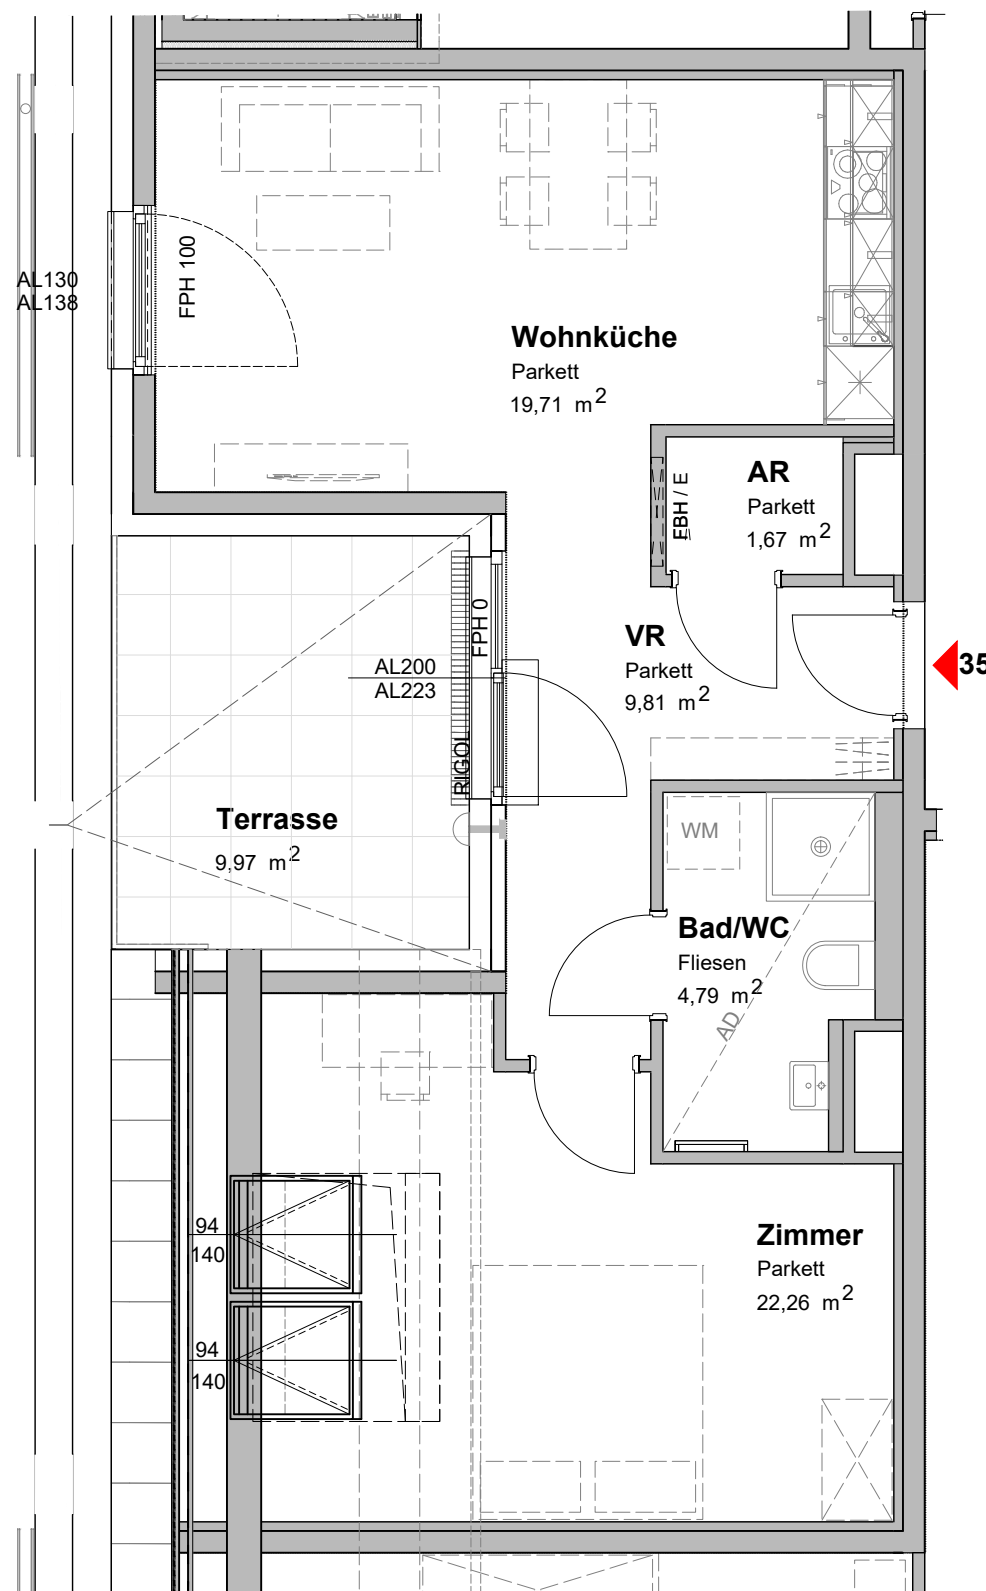 AL130
AL138
FPH 100
Wohnküche
Parkett
19,71 m²
FBH / E
AR
Parkett
1,67 m²
VR
Parkett
9,81 m²
35
FPH 0
AL200
AL223
RIGOL
Terrasse
9,97 m²
WM
Bad/WC
Fliesen
4,79 m²
AD
94
140
94
140
Zimmer
Parkett
22,26 m²